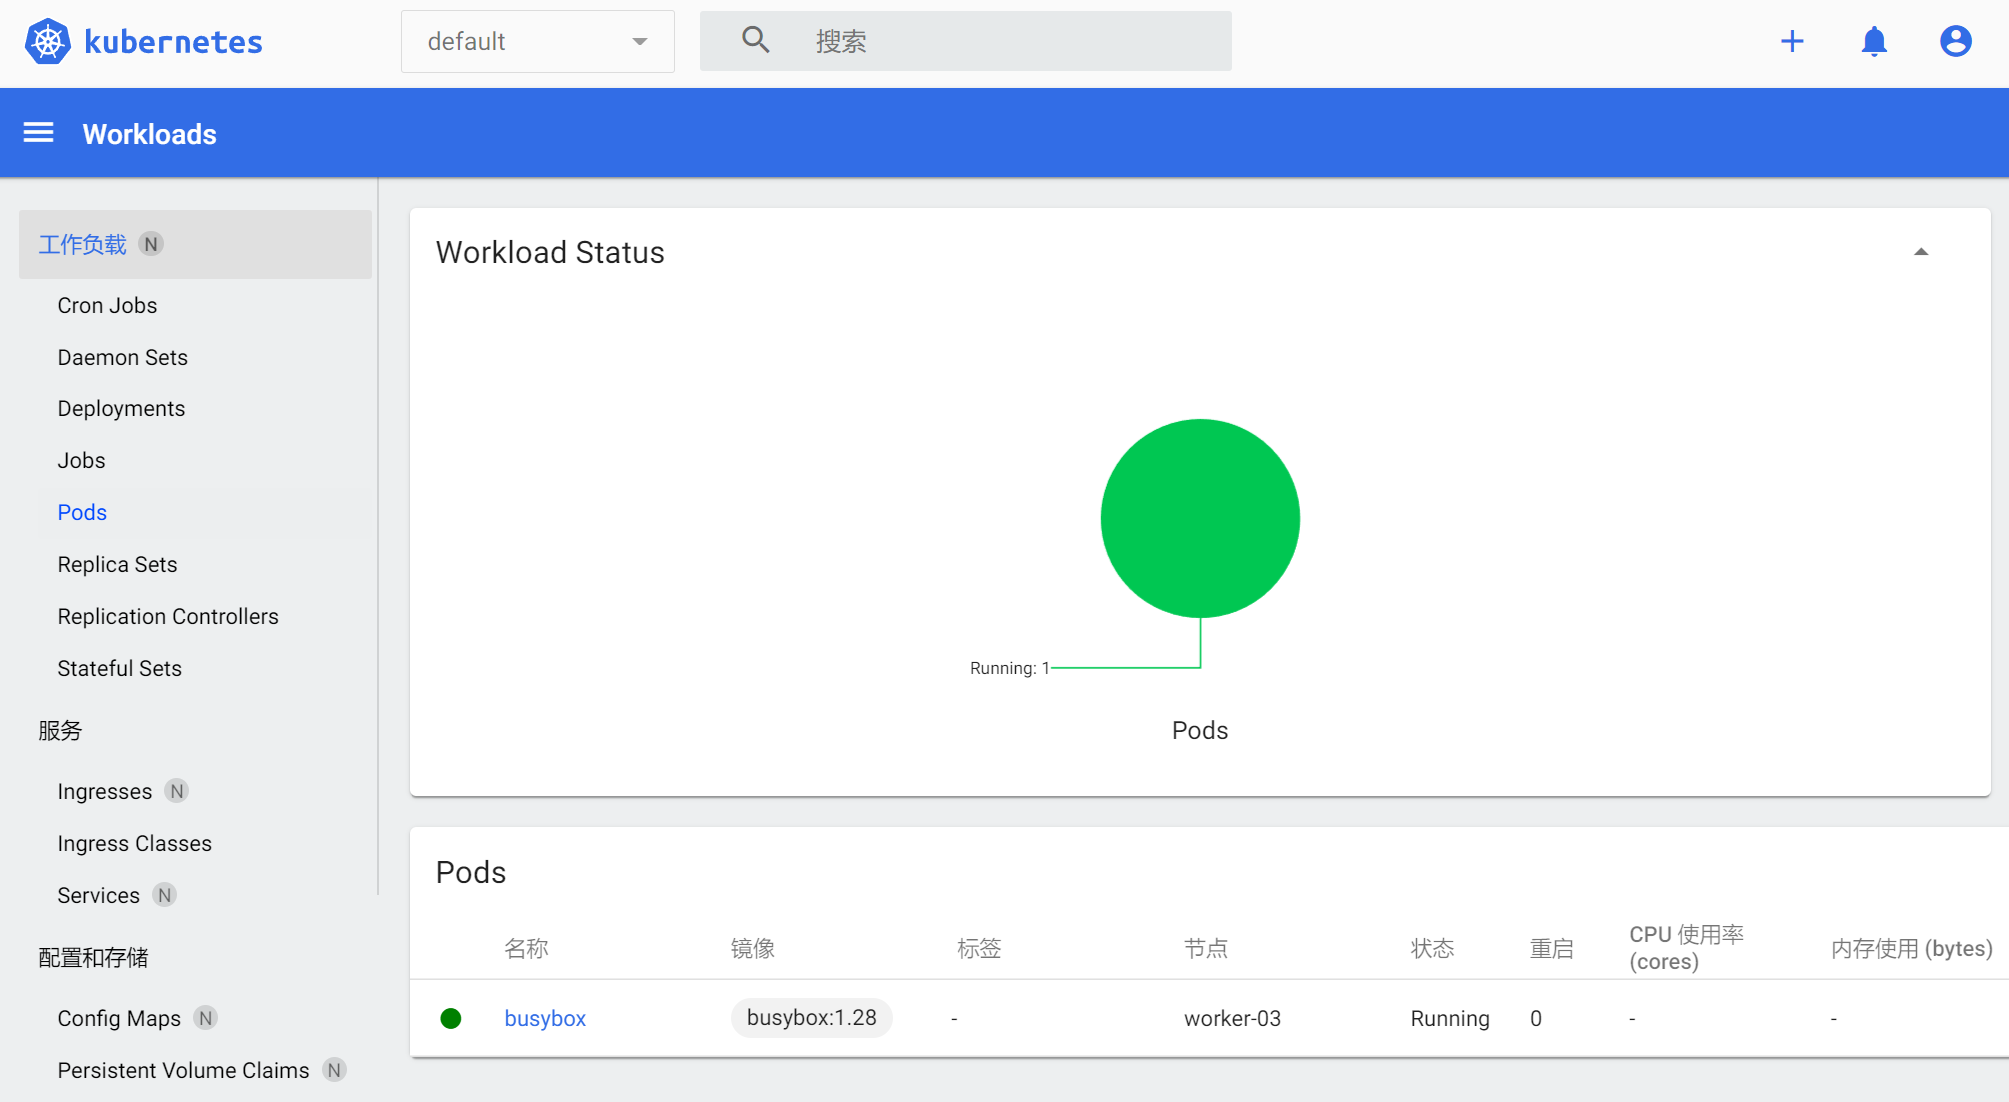 kubernetes
default
搜索
Workloads
工作负载 N
Cron Jobs
Daemon Sets
Deployments
Jobs
Pods
Replica Sets
Replication Controllers
Stateful Sets
服务
Ingresses N
Ingress Classes
Services N
配置和存储
Config Maps N
Persistent Volume Claims N
Workload Status
Running: 1
Pods
Pods
名称 镜像 标签 节点 状态 重启 CPU 使用率 (cores) 内存使用 (bytes)
busybox busybox:1.28 - worker-03 Running 0 - -